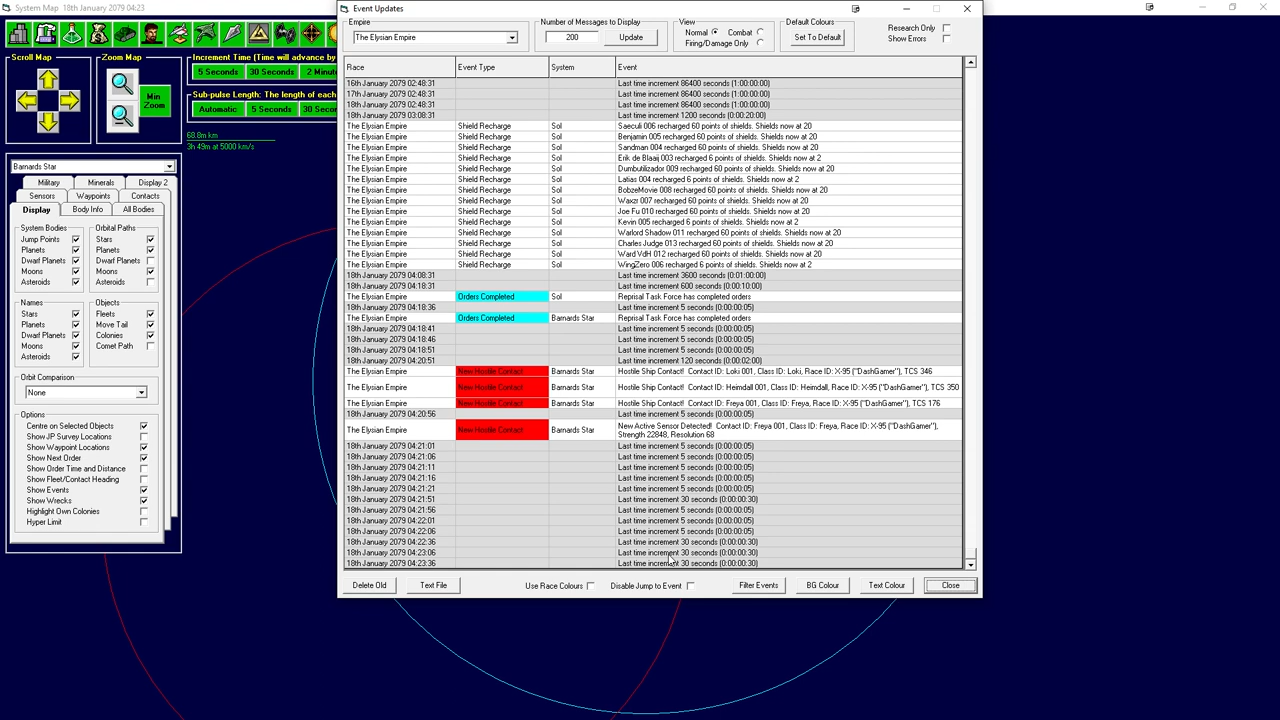 System Map  18th January 2079 04:23
Event Updates
Empire
The Elysian Empire
Number of Messages to Display
200
Update
View
Normal
Combat
Firing/Damage Only
Default Colours
Set To Default
Research Only
Show Errors
Scroll Map
Zoom Map
Min Zoom
Increment Time (Time will advance by
5 Seconds
30 Seconds
2 Minut
Sub-pulse Length: The length of each
Automatic
5 Seconds
30 Secon
68.8m km
3h 49m at 5000 km/s
Barnards Star
Military
Minerals
Display 2
Sensors
Waypoints
Contacts
Display
Body Info
All Bodies
System Bodies
Jump Points
Planets
Dwarf Planets
Moons
Asteroids
Orbital Paths
Stars
Planets
Dwarf Planets
Moons
Asteroids
Names
Stars
Planets
Dwarf Planets
Moons
Asteroids
Objects
Fleets
Move Tail
Colonies
Comet Path
Orbit Comparison
None
Options
Centre on Selected Objects
Show JP Survey Locations
Show Waypoint Locations
Show Next Order
Show Order Time and Distance
Show Fleet/Contact Heading
Show Events
Show Wrecks
Highlight Own Colonies
Hyper Limit
Race Event Type System Event
16th January 2079 02:48:31 Last time increment 86400 seconds (1:00:00:00)
17th January 2079 02:48:31 Last time increment 86400 seconds (1:00:00:00)
18th January 2079 02:48:31 Last time increment 86400 seconds (1:00:00:00)
18th January 2079 03:08:31 Last time increment 1200 seconds (0:00:20:00)
The Elysian Empire Shield Recharge Sol Saeculi 006 recharged 60 points of shields. Shields now at 20
The Elysian Empire Shield Recharge Sol Benjamin 005 recharged 60 points of shields. Shields now at 20
The Elysian Empire Shield Recharge Sol Sandman 004 recharged 60 points of shields. Shields now at 20
The Elysian Empire Shield Recharge Sol Erik de Blaaij 003 recharged 6 points of shields. Shields now at 2
The Elysian Empire Shield Recharge Sol Dumbutilizador 009 recharged 60 points of shields. Shields now at 20
The Elysian Empire Shield Recharge Sol Latias 004 recharged 6 points of shields. Shields now at 2
The Elysian Empire Shield Recharge Sol BobzeMovie 008 recharged 60 points of shields. Shields now at 20
The Elysian Empire Shield Recharge Sol Waxzr 007 recharged 60 points of shields. Shields now at 20
The Elysian Empire Shield Recharge Sol Joe Fu 010 recharged 60 points of shields. Shields now at 20
The Elysian Empire Shield Recharge Sol Kevin 005 recharged 6 points of shields. Shields now at 2
The Elysian Empire Shield Recharge Sol Warlord Shadow 011 recharged 60 points of shields. Shields now at 20
The Elysian Empire Shield Recharge Sol Charles Judge 013 recharged 60 points of shields. Shields now at 20
The Elysian Empire Shield Recharge Sol Ward VdH 012 recharged 60 points of shields. Shields now at 20
The Elysian Empire Shield Recharge Sol WingZero 006 recharged 6 points of shields. Shields now at 2
18th January 2079 04:08:31 Last time increment 3600 seconds (0:01:00:00)
18th January 2079 04:18:31 Last time increment 600 seconds (0:00:10:00)
The Elysian Empire Orders Completed Sol Reprisal Task Force has completed orders
18th January 2079 04:18:36 Last time increment 5 seconds (0:00:00:05)
The Elysian Empire Orders Completed Barnards Star Reprisal Task Force has completed orders
18th January 2079 04:18:41 Last time increment 5 seconds (0:00:00:05)
18th January 2079 04:18:46 Last time increment 5 seconds (0:00:00:05)
18th January 2079 04:18:51 Last time increment 5 seconds (0:00:00:05)
18th January 2079 04:20:51 Last time increment 120 seconds (0:00:02:00)
The Elysian Empire New Hostile Contact Barnards Star Hostile Ship Contact!  Contact ID: Loki 001, Class ID: Loki, Race ID: X-95 ("DashGamer"), TCS 346
The Elysian Empire New Hostile Contact Barnards Star Hostile Ship Contact!  Contact ID: Heimdall 001, Class ID: Heimdall, Race ID: X-95 ("DashGamer"), TCS 350
The Elysian Empire New Hostile Contact Barnards Star Hostile Ship Contact!  Contact ID: Freya 001, Class ID: Freya, Race ID: X-95 ("DashGamer"), TCS 176
18th January 2079 04:20:56 Last time increment 5 seconds (0:00:00:05)
The Elysian Empire New Hostile Contact Barnards Star New Active Sensor Detected!  Contact ID: Freya 001, Class ID: Freya, Race ID: X-95 ("DashGamer"),
Strength 22848, Resolution 68
18th January 2079 04:21:01 Last time increment 5 seconds (0:00:00:05)
18th January 2079 04:21:06 Last time increment 5 seconds (0:00:00:05)
18th January 2079 04:21:11 Last time increment 5 seconds (0:00:00:05)
18th January 2079 04:21:16 Last time increment 5 seconds (0:00:00:05)
18th January 2079 04:21:21 Last time increment 5 seconds (0:00:00:05)
18th January 2079 04:21:51 Last time increment 30 seconds (0:00:00:30)
18th January 2079 04:21:56 Last time increment 5 seconds (0:00:00:05)
18th January 2079 04:22:01 Last time increment 5 seconds (0:00:00:05)
18th January 2079 04:22:06 Last time increment 5 seconds (0:00:00:05)
18th January 2079 04:22:36 Last time increment 30 seconds (0:00:00:30)
18th January 2079 04:23:06 Last time increment 30 seconds (0:00:00:30)
18th January 2079 04:23:36 Last time increment 30 seconds (0:00:00:30)
Delete Old
Text File
Use Race Colours
Disable Jump to Event
Filter Events
BG Colour
Text Colour
Close